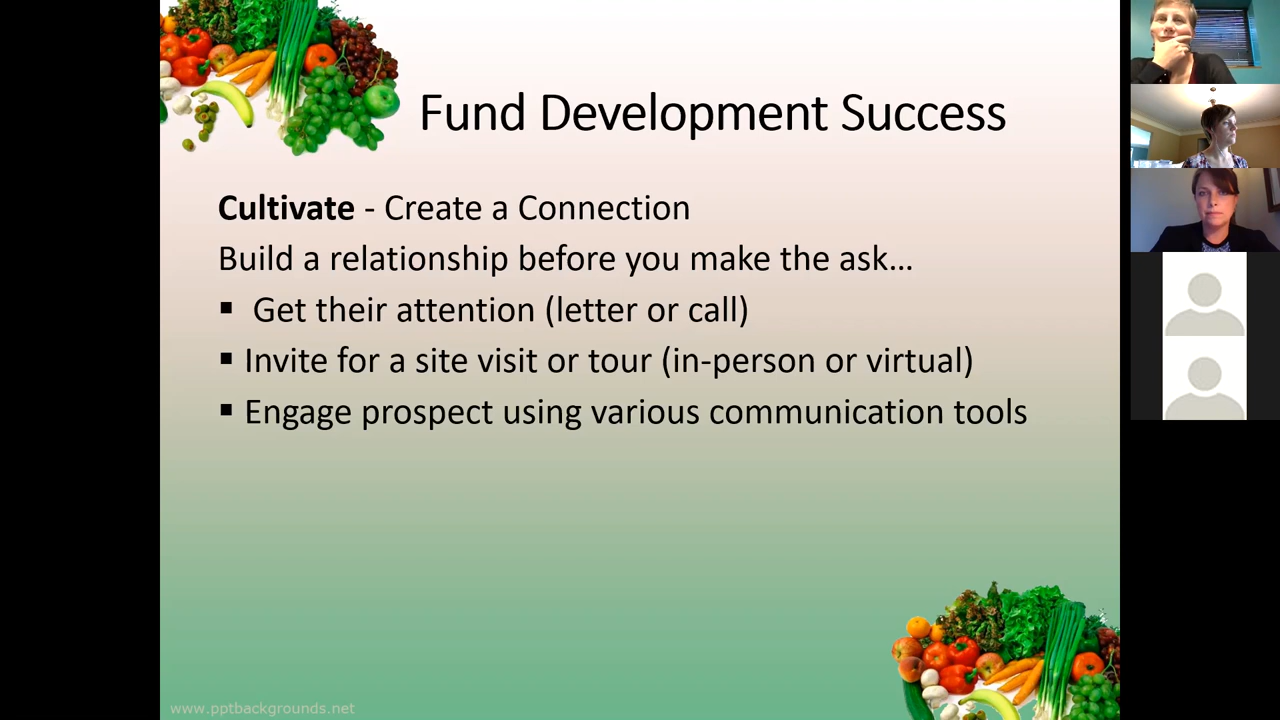 Fund Development Success
Cultivate - Create a Connection
Build a relationship before you make the ask...
▪ Get their attention (letter or call)
▪ Invite for a site visit or tour (in-person or virtual)
▪ Engage prospect using various communication tools
www.pptbackgrounds.net